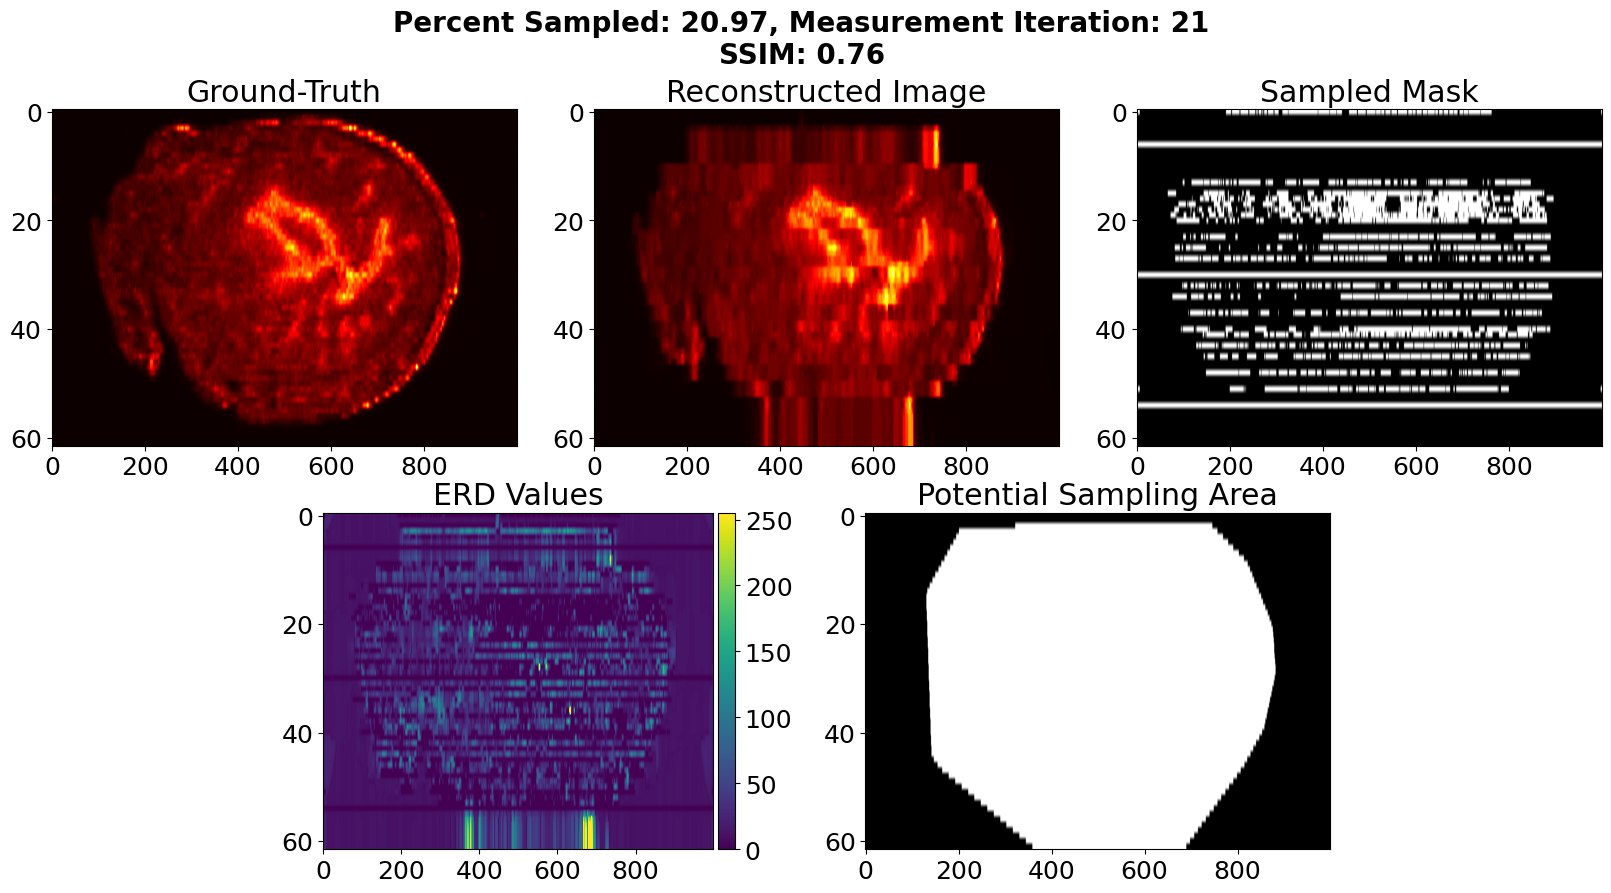 Percent Sampled: 20.97, Measurement Iteration: 21
SSIM: 0.76
Ground-Truth
Reconstructed Image
Sampled Mask
0
20
40
60
0 200 400 600 800
0
20
40
60
0 200 400 600 800
0
20
40
60
0 200 400 600 800
ERD Values
Potential Sampling Area
0
20
40
60
0 200 400 600 800
250
200
150
100
50
0
0
20
40
60
0 200 400 600 800